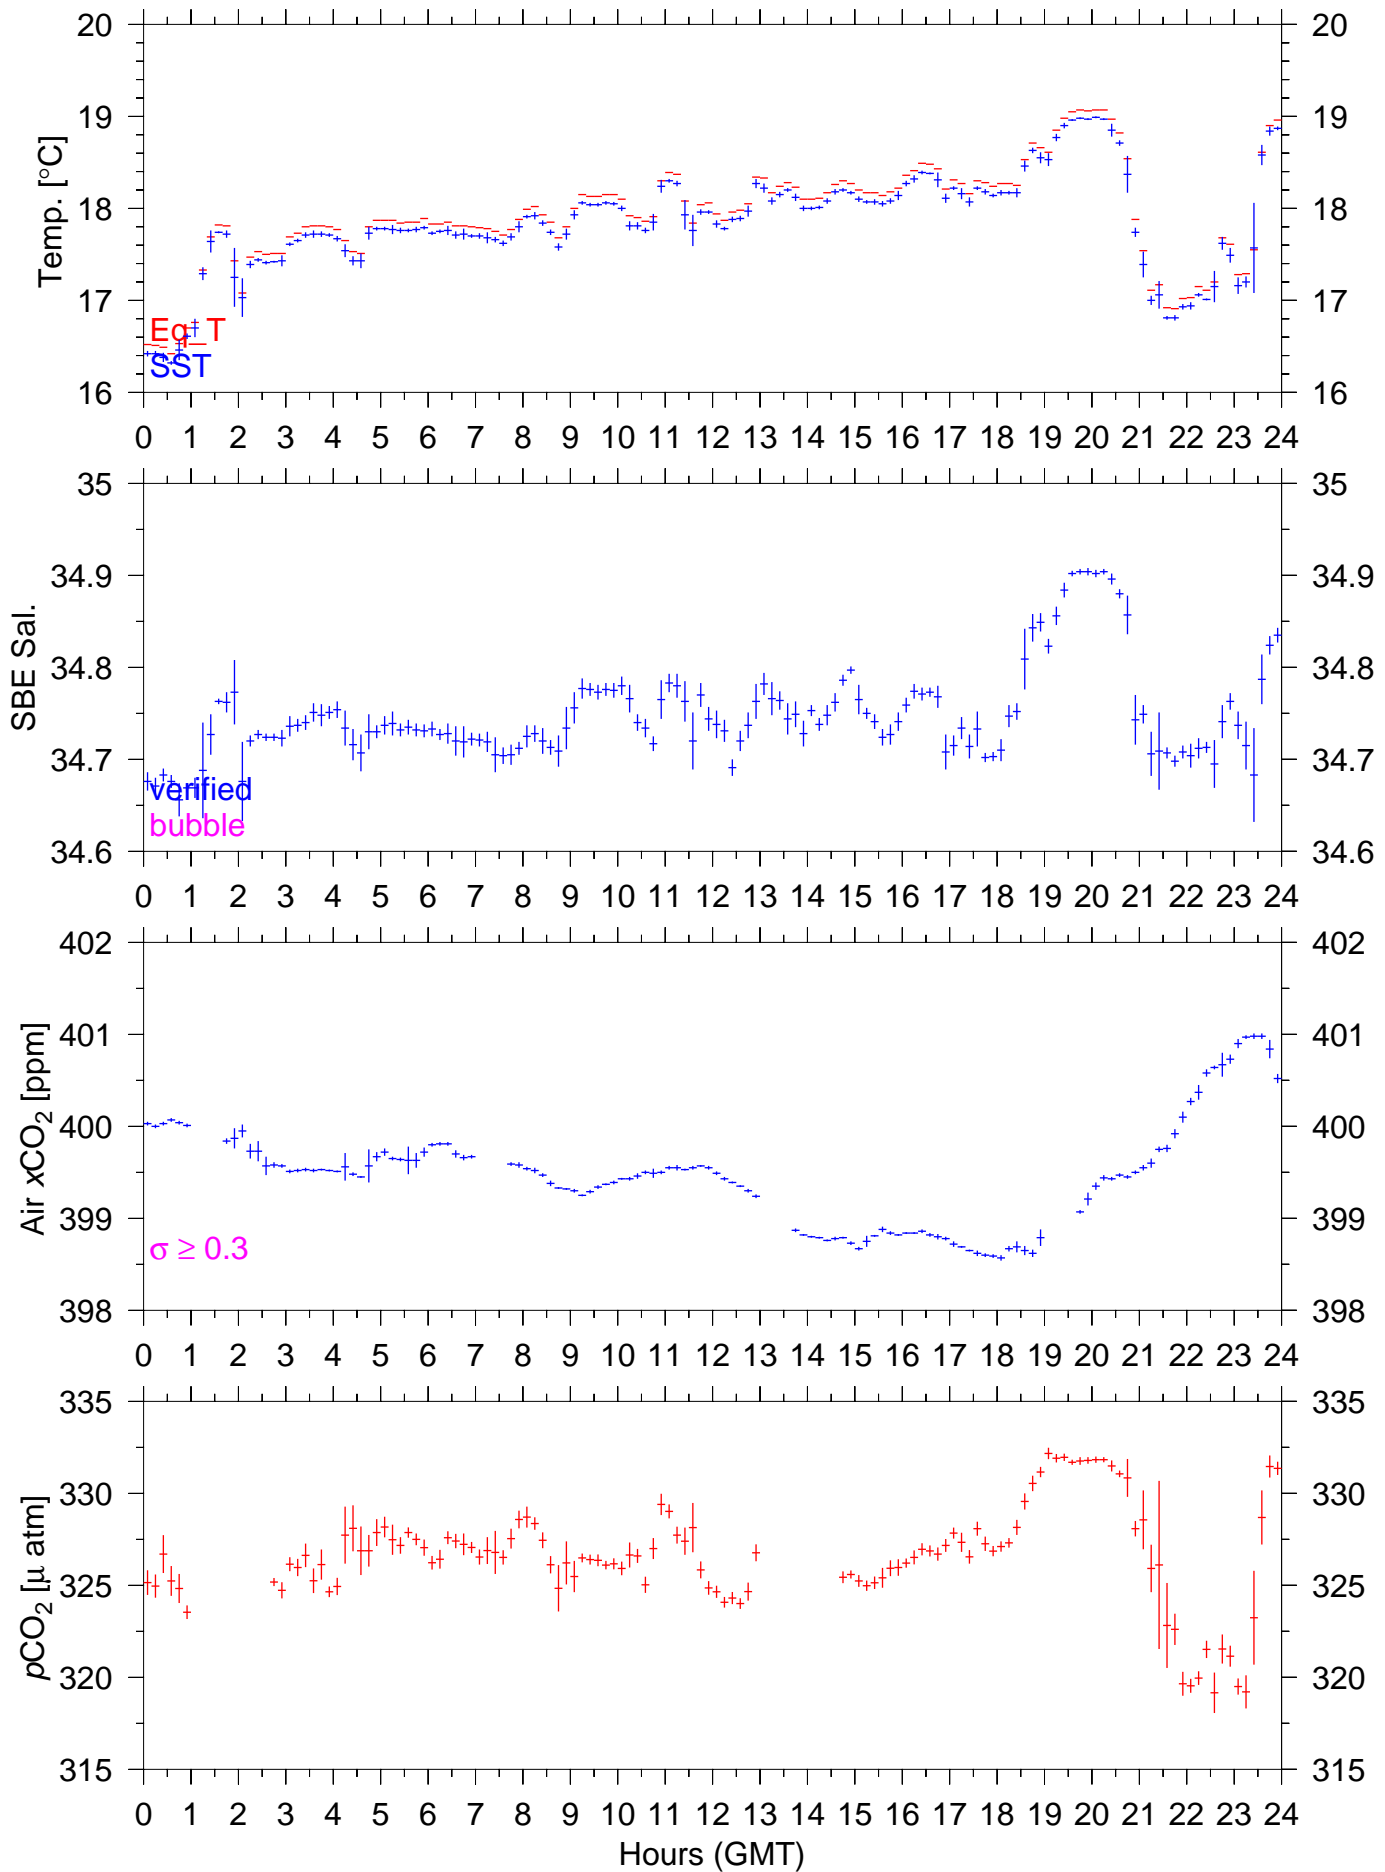 20 20
19 19
18 18
17 17
16 16
Temp. [°C]
Eq_T
SST
0 1 2 3 4 5 6 7 8 9 10 11 12 13 14 15 16 17 18 19 20 21 22 23 24
35 35
34.9 34.9
34.8 34.8
34.7 34.7
34.6 34.6
SBE Sal.
verified
bubble
0 1 2 3 4 5 6 7 8 9 10 11 12 13 14 15 16 17 18 19 20 21 22 23 24
402 402
401 401
400 400
399 399
398 398
Air xCO₂ [ppm]
σ ≥ 0.3
0 1 2 3 4 5 6 7 8 9 10 11 12 13 14 15 16 17 18 19 20 21 22 23 24
335 335
330 330
325 325
320 320
315 315
pCO₂ [μ atm]
0 1 2 3 4 5 6 7 8 9 10 11 12 13 14 15 16 17 18 19 20 21 22 23 24
Hours (GMT)